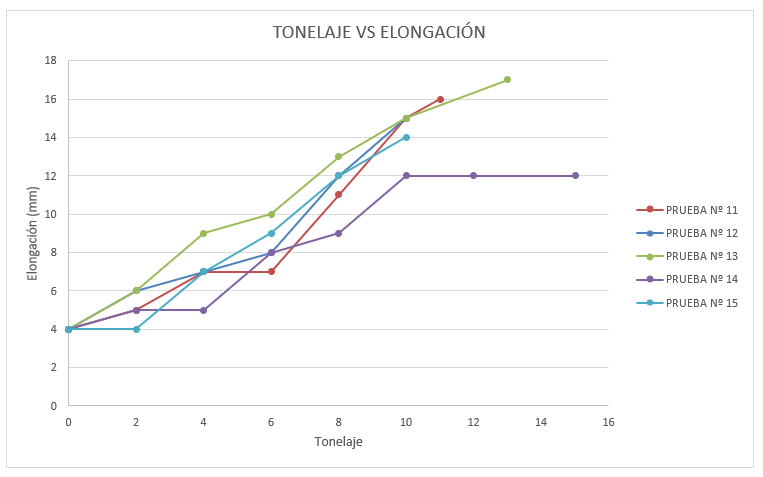 TONELAJE VS ELONGACIÓN
18
16
14
12
10
8
6
4
2
0
Elongación (mm)
0 2 4 6 8 10 12 14 16
Tonelaje
PRUEBA Nº 11
PRUEBA Nº 12
PRUEBA Nº 13
PRUEBA Nº 14
PRUEBA Nº 15